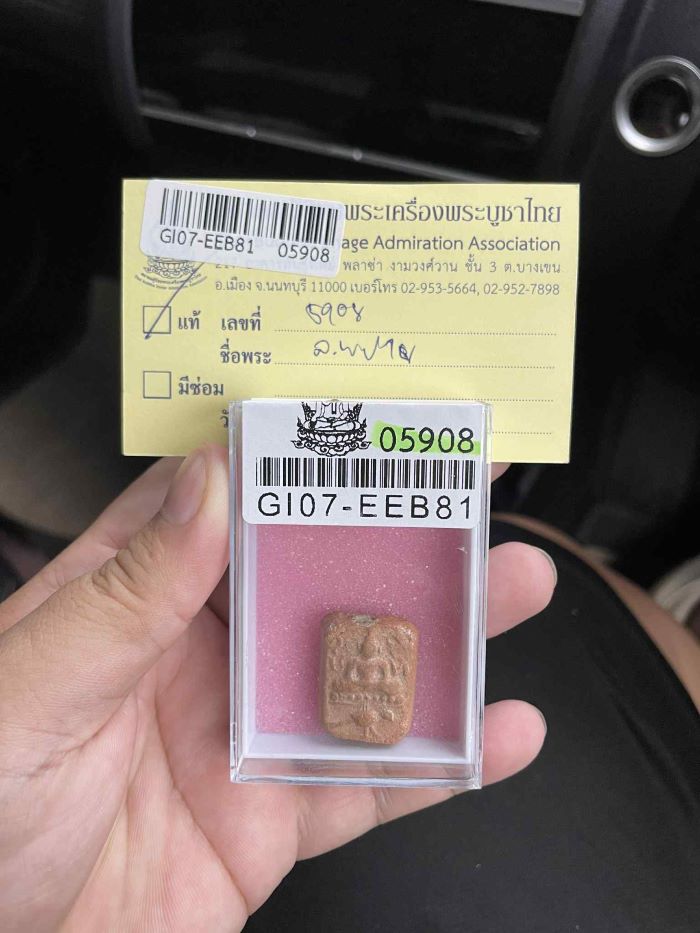 พระเครื่องพระบูชาไทย
age Admiration Association
GI07-EEB81 05908
พลาซ่า งามวงศ์วาน ชั้น 3 ต.บางเขน
อ.เมือง จ.นนทบุรี 11000 เบอร์โทร 02-953-5664, 02-952-7898
แท้ เลขที่ 5908
ชื่อพระ
มีซ่อม
05908
GI07-EEB81